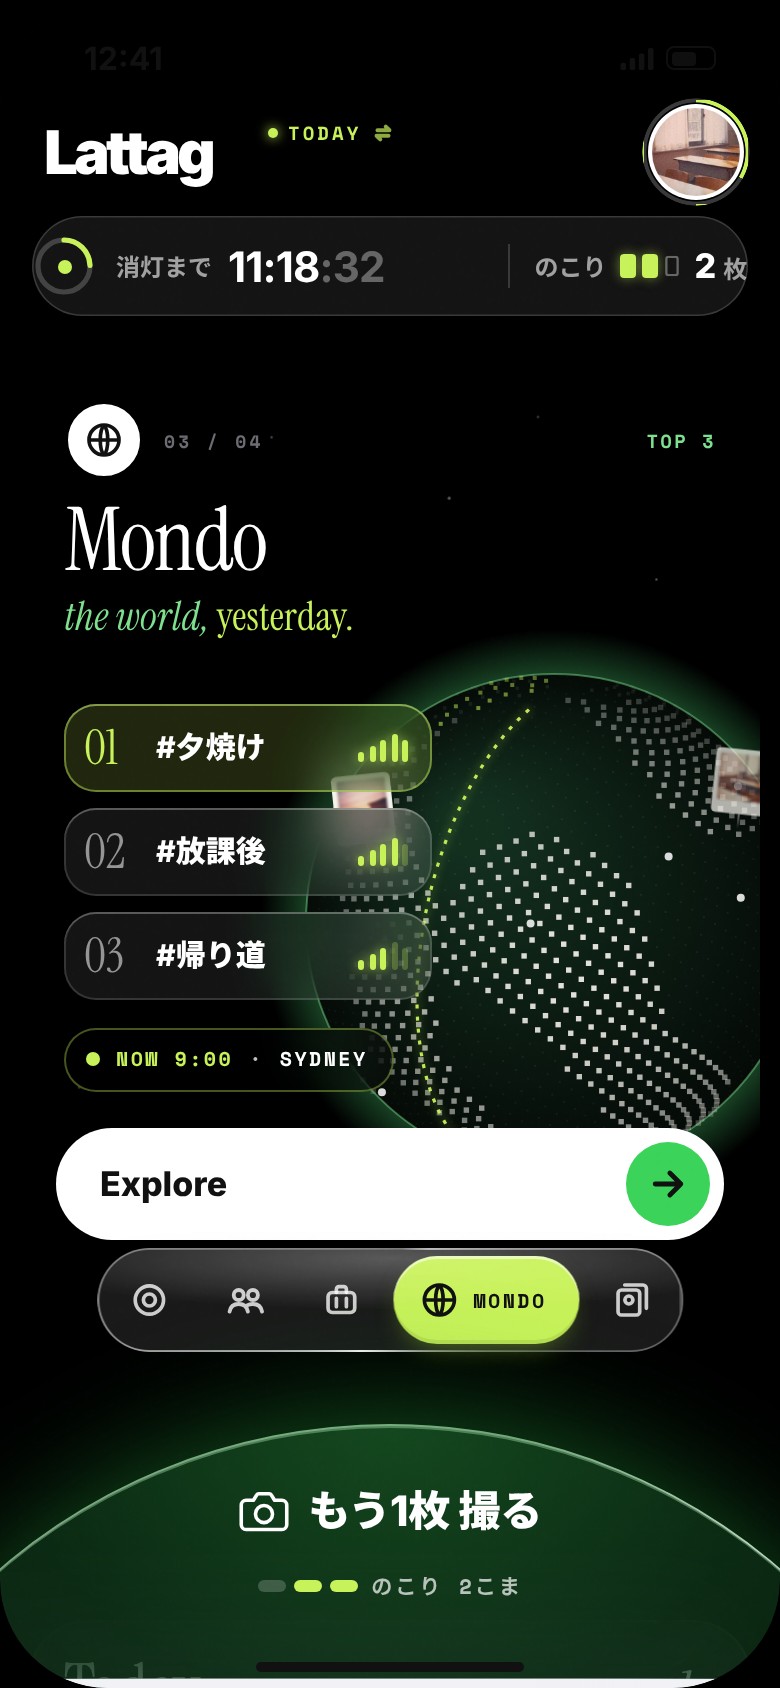 12:41
Lattag
TODAY ⇌
消灯まで 11:18:32
のこり 2 枚
03 / 04
TOP 3
Mondo
the world, yesterday.
01 #夕焼け
02 #放課後
03 #帰り道
NOW 9:00 · SYDNEY
Explore
MONDO
もう1枚 撮る
のこり 2こま